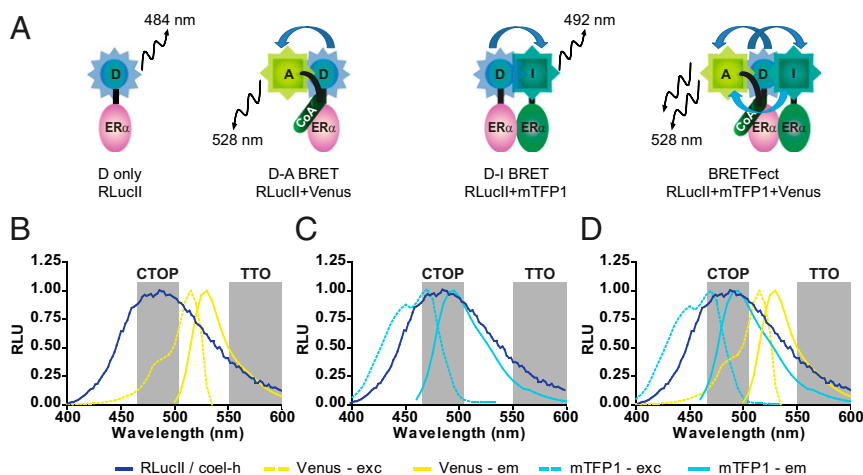 A
484 nm
D
ERα
D only
RLucII
A
D
CoA
ERα
528 nm
D-A BRET
RLucII+Venus
492 nm
D
I
ERα
ERα
D-I BRET
RLucII+mTFP1
A
D
I
CoA
ERα
ERα
528 nm
BRETFect
RLucII+mTFP1+Venus
B
CTOP
TTO
RLU
1.25
1.00
0.75
0.50
0.25
0.00
400
450
500
550
600
Wavelength (nm)
C
CTOP
TTO
RLU
1.25
1.00
0.75
0.50
0.25
0.00
400
450
500
550
600
Wavelength (nm)
D
CTOP
TTO
RLU
1.25
1.00
0.75
0.50
0.25
0.00
400
450
500
550
600
Wavelength (nm)
RLucII / coel-h
Venus - exc
Venus - em
mTFP1 - exc
mTFP1 - em